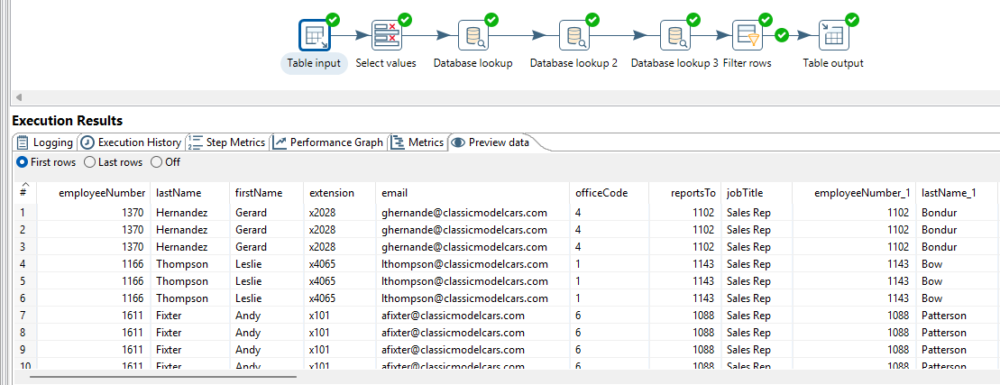 Table input Select values Database lookup Database lookup 2 Database lookup 3 Filter rows Table output
Execution Results
Logging Execution History Step Metrics Performance Graph Metrics Preview data
First rows Last rows Off
# employeeNumber lastName firstName extension email officeCode reportsTo jobTitle employeeNumber_1 lastName_1
1 1370 Hernandez Gerard x2028 ghernande@classicmodelcars.com 4 1102 Sales Rep 1102 Bondur
2 1370 Hernandez Gerard x2028 ghernande@classicmodelcars.com 4 1102 Sales Rep 1102 Bondur
3 1370 Hernandez Gerard x2028 ghernande@classicmodelcars.com 4 1102 Sales Rep 1102 Bondur
4 1166 Thompson Leslie x4065 lthompson@classicmodelcars.com 1 1143 Sales Rep 1143 Bow
5 1166 Thompson Leslie x4065 lthompson@classicmodelcars.com 1 1143 Sales Rep 1143 Bow
6 1166 Thompson Leslie x4065 lthompson@classicmodelcars.com 1 1143 Sales Rep 1143 Bow
7 1611 Fixter Andy x101 afixter@classicmodelcars.com 6 1088 Sales Rep 1088 Patterson
8 1611 Fixter Andy x101 afixter@classicmodelcars.com 6 1088 Sales Rep 1088 Patterson
9 1611 Fixter Andy x101 afixter@classicmodelcars.com 6 1088 Sales Rep 1088 Patterson
10 1611 Fixter Andy x101 afixter@classicmodelcars.com 6 1088 Sales Rep 1088 Patterson